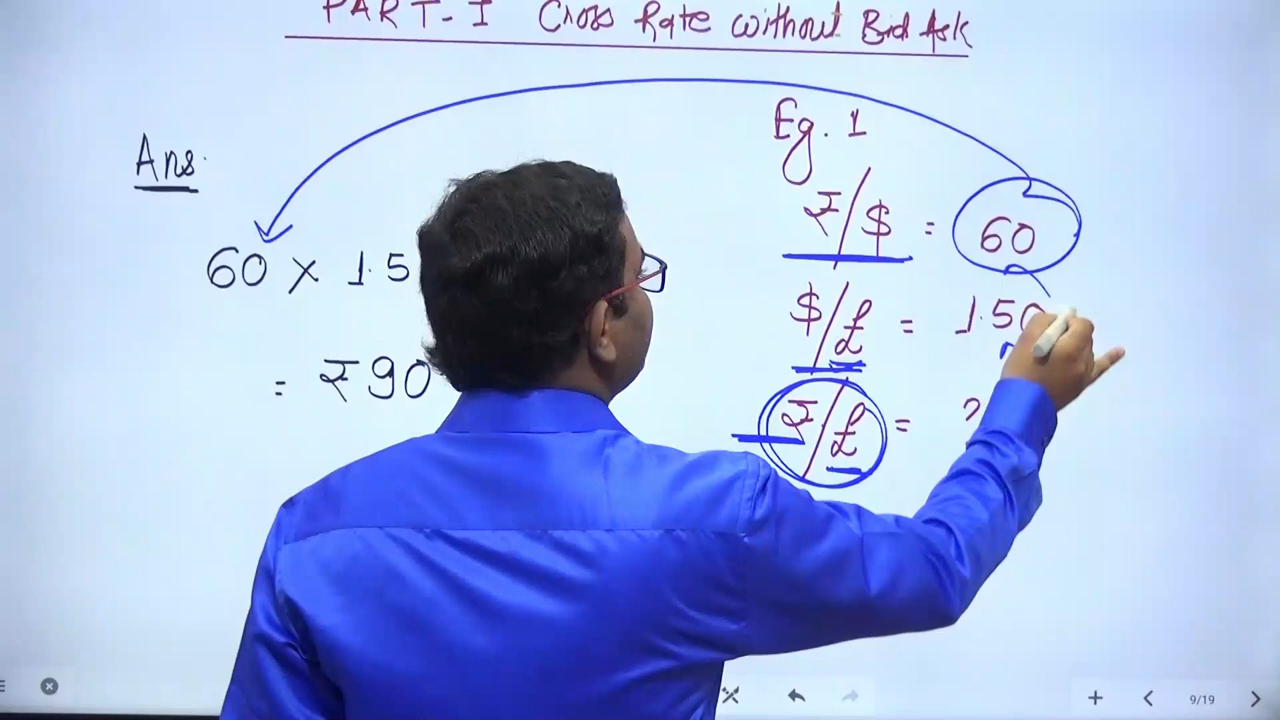 PART-I Cross Rate without Bid Ask
Ans.
60 x 1.5
= ₹90
Eg. 1
₹/$ = 60
$/£ = 1.50
₹/£ = ?
9/19